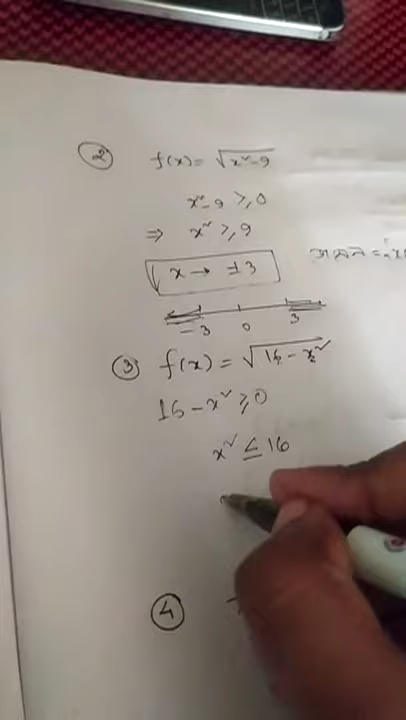 ② f(x) = √x²-9
x²-9 ≥ 0
⇒ x² ≥ 9
x → ±3
-3 0 3
③ f(x) = √16 - x²
16 - x² ≥ 0
x² ≤ 16
④